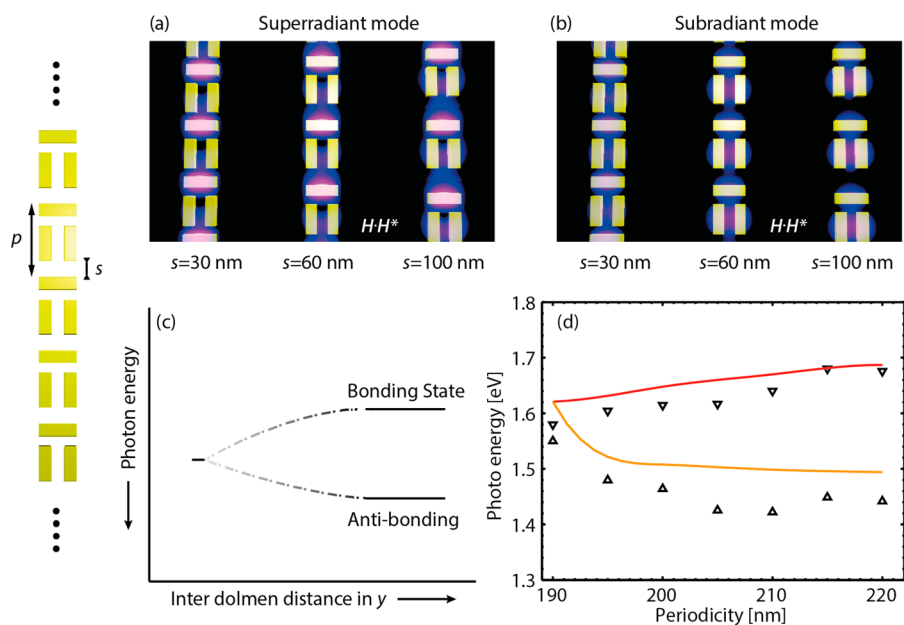 (a) Superradiant mode
(b) Subradiant mode
H·H*
H·H*
s=30 nm s=60 nm s=100 nm
s=30 nm s=60 nm s=100 nm
p
s
(c)
Photon energy
Bonding State
Anti-bonding
Inter dolmen distance in y
(d)
Photo energy [eV]
1.8
1.7
1.6
1.5
1.4
1.3
190 200 210 220
Periodicity [nm]